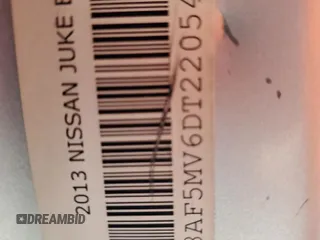 2013 NISSAN JUKE
8AF5MV6DT22054
DREAMBID